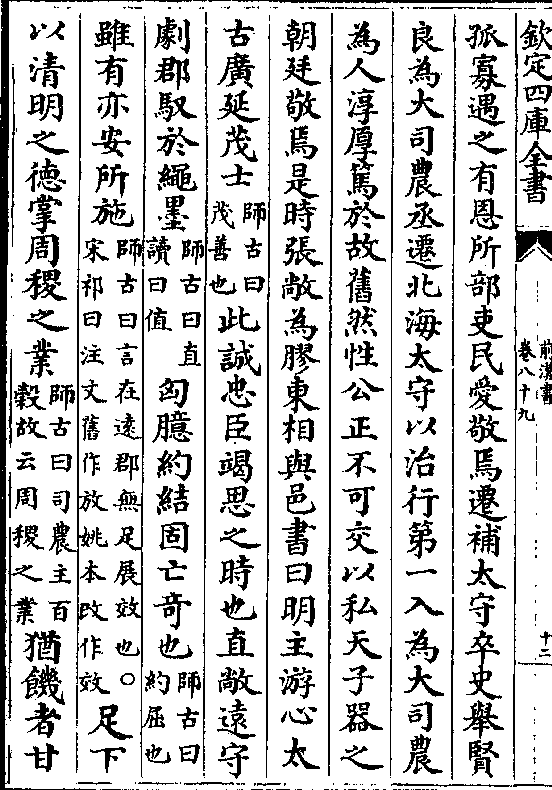 欽定四庫全書
前漢書
卷八十九
十二
孤寡遇之有恩所部吏民愛敬焉遷補太守卒史舉賢
良為大司農丞遷北海太守以治行第一入為大司農
為人淳厚篤於故舊然性公正不可交以私天子器之
朝廷敬焉是時張敞為膠東相與邑書曰明主游心太
古廣延茂士師古曰茂善也此誠忠臣竭思之時也直敞遠守
劇郡馭於繩墨師古曰直讀曰值匈臆約結固亡奇也師古曰約屈也
雖有亦安所施師古曰言在遠郡無足展效也○宋祁曰注文舊作放姚本改作效足下
以清明之德掌周稷之業師古曰司農主百穀故云周稷之業猶饑者甘